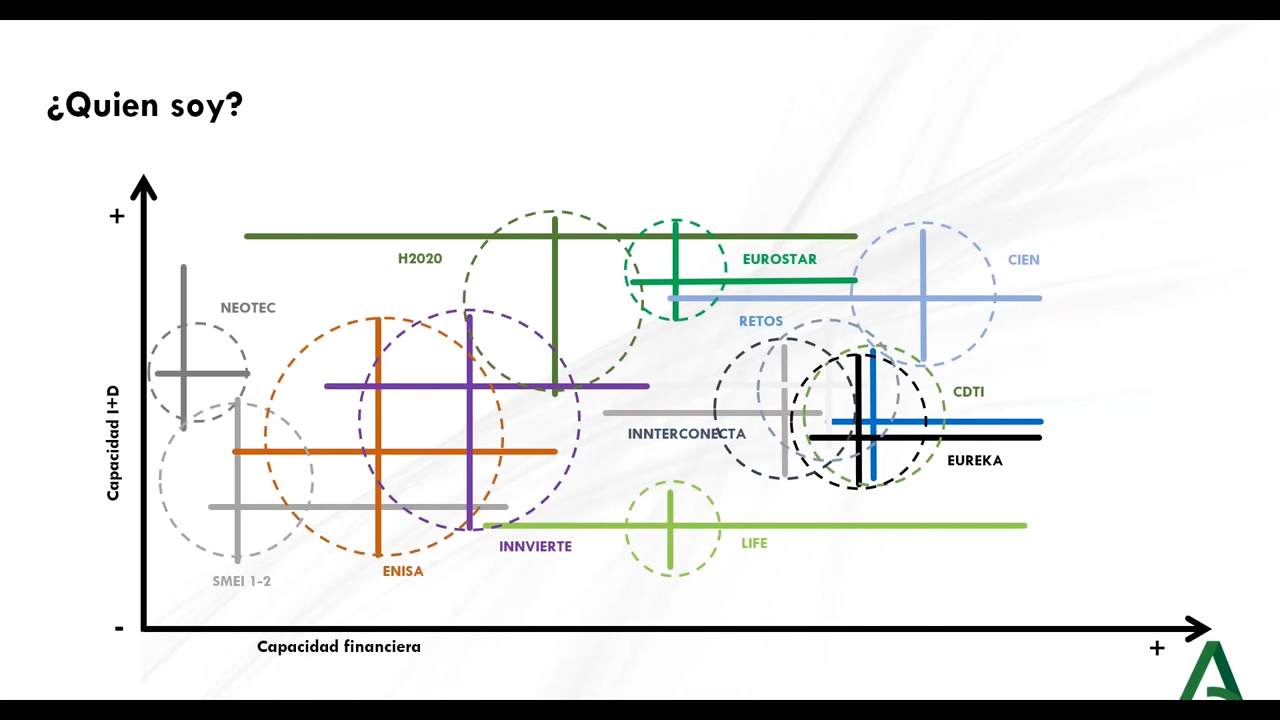 ¿Quien soy?
+
H2020
EUROSTAR
CIEN
NEOTEC
RETOS
CDTI
Capacidad I+D
INNTERCONECTA
EUREKA
INNVIERTE
LIFE
ENISA
SMEI 1-2
-
Capacidad financiera
+